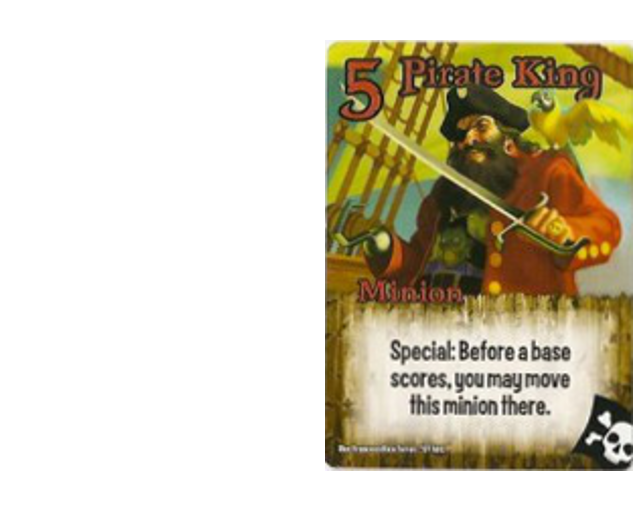 5 Pirate King
Minion
Special: Before a base
scores, you may move
this minion there.